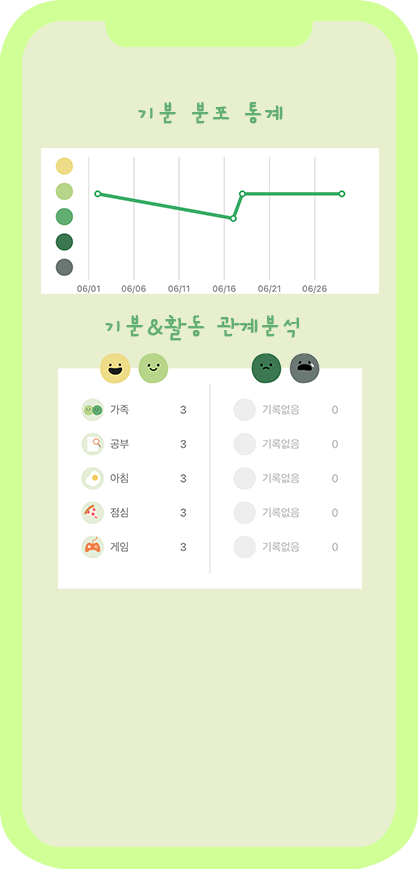 기분 분포 통계
06/01 06/06 06/11 06/16 06/21 06/26
기분&활동 관계분석
가족 3 기록없음 0
공부 3 기록없음 0
아침 3 기록없음 0
점심 3 기록없음 0
게임 3 기록없음 0